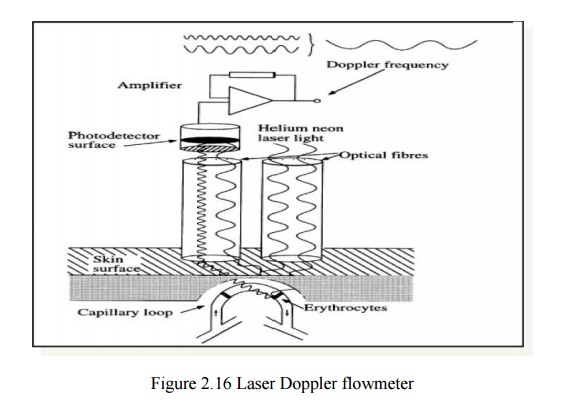 Doppler frequency
Amplifier
Photodetector
surface
Helium neon
laser light
Optical fibres
Skin
surface
Capillary loop
Erythrocytes
Figure 2.16 Laser Doppler flowmeter